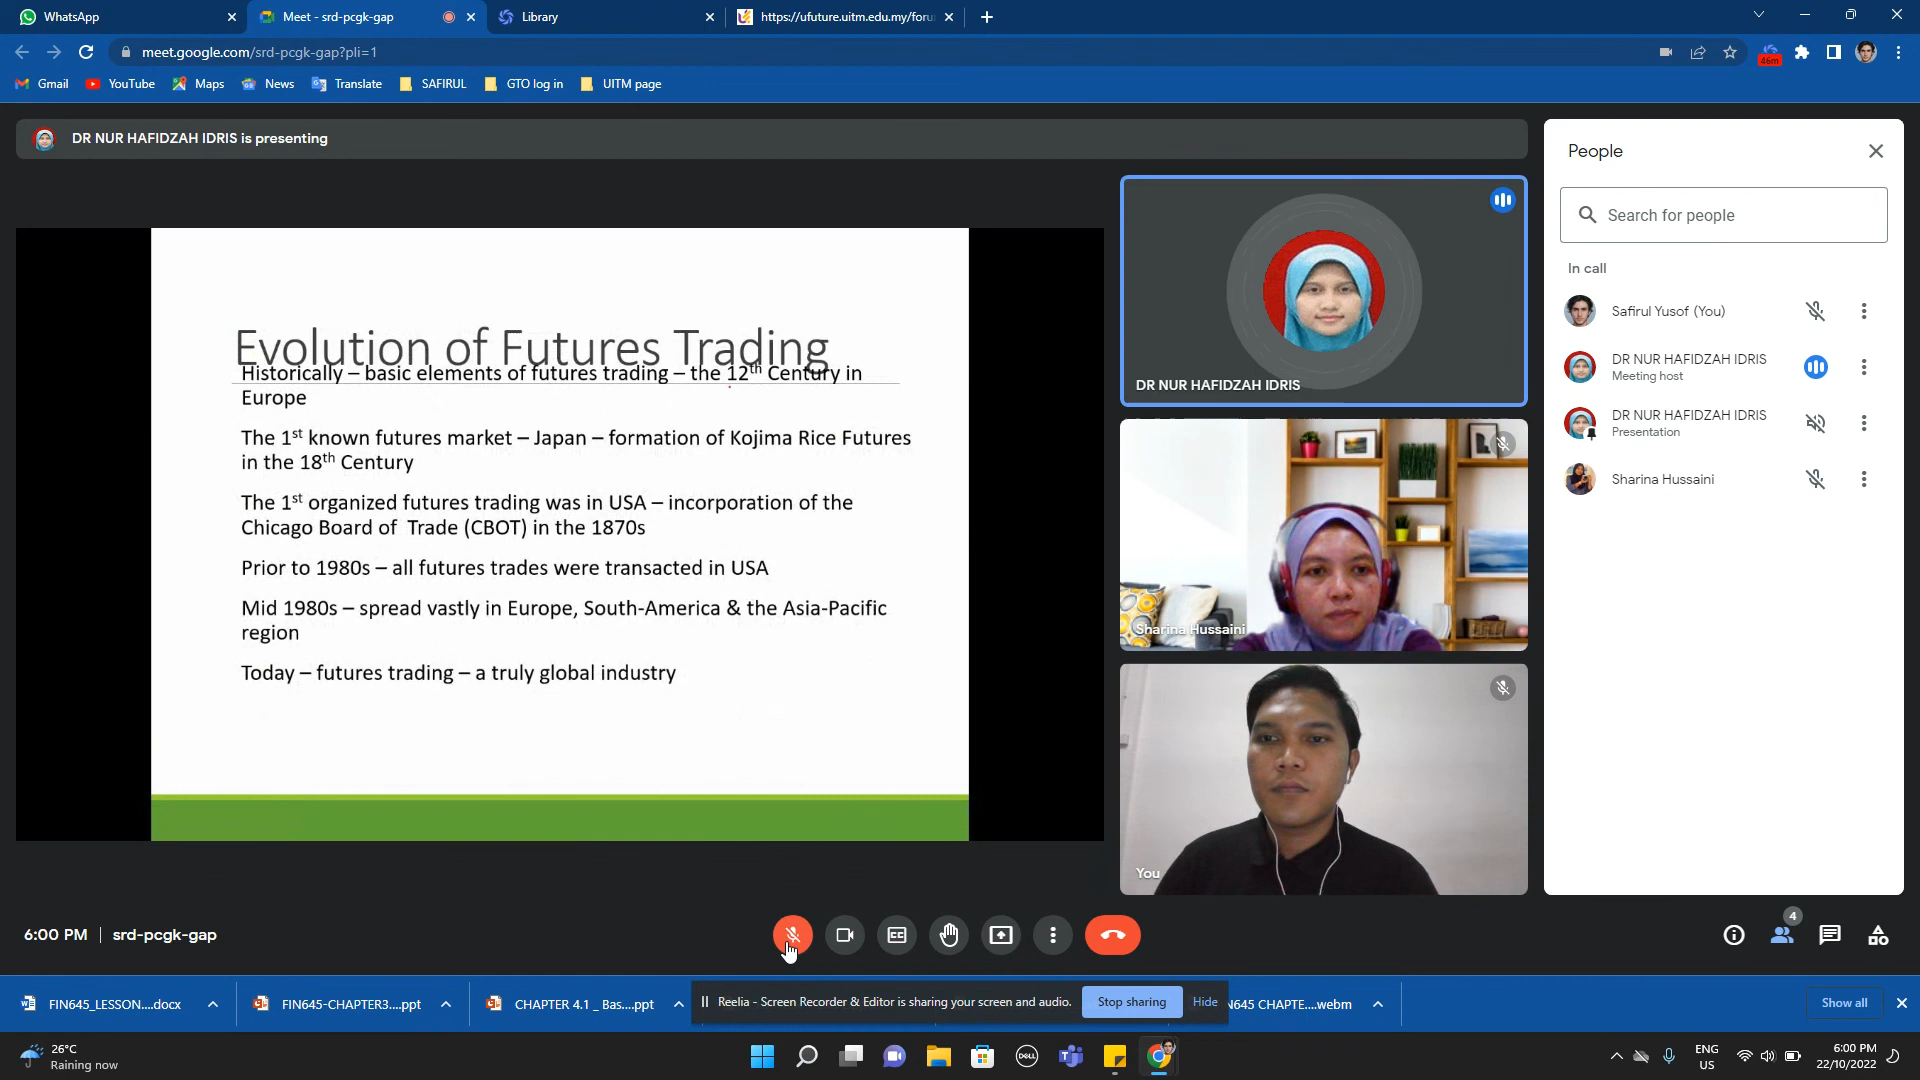 WhatsApp
Meet - srd-pcgk-gap
Library
https://ufuture.uitm.edu.my/foru
meet.google.com/srd-pcgk-gap?pli=1
46m
Gmail
YouTube
Maps
News
Translate
SAFIRUL
GTO log in
UITM page
DR NUR HAFIDZAH IDRIS is presenting
Evolution of Futures Trading
Historically – basic elements of futures trading – the 12th Century in
Europe
The 1st known futures market – Japan – formation of Kojima Rice Futures
in the 18th Century
The 1st organized futures trading was in USA – incorporation of the
Chicago Board of Trade (CBOT) in the 1870s
Prior to 1980s – all futures trades were transacted in USA
Mid 1980s – spread vastly in Europe, South-America & the Asia-Pacific
region
Today – futures trading – a truly global industry
DR NUR HAFIDZAH IDRIS
Sharina Hussaini
You
People
Search for people
In call
Safirul Yusof (You)
DR NUR HAFIDZAH IDRIS
Meeting host
DR NUR HAFIDZAH IDRIS
Presentation
Sharina Hussaini
6:00 PM | srd-pcgk-gap
CC
4
FIN645_LESSON....docx
FIN645-CHAPTER3....ppt
CHAPTER 4.1 _ Bas....ppt
Reelia - Screen Recorder & Editor is sharing your screen and audio.
Stop sharing
Hide
N645 CHAPTE....webm
Show all
26°C
Raining now
DELL
ENG
US
6:00 PM
22/10/2022